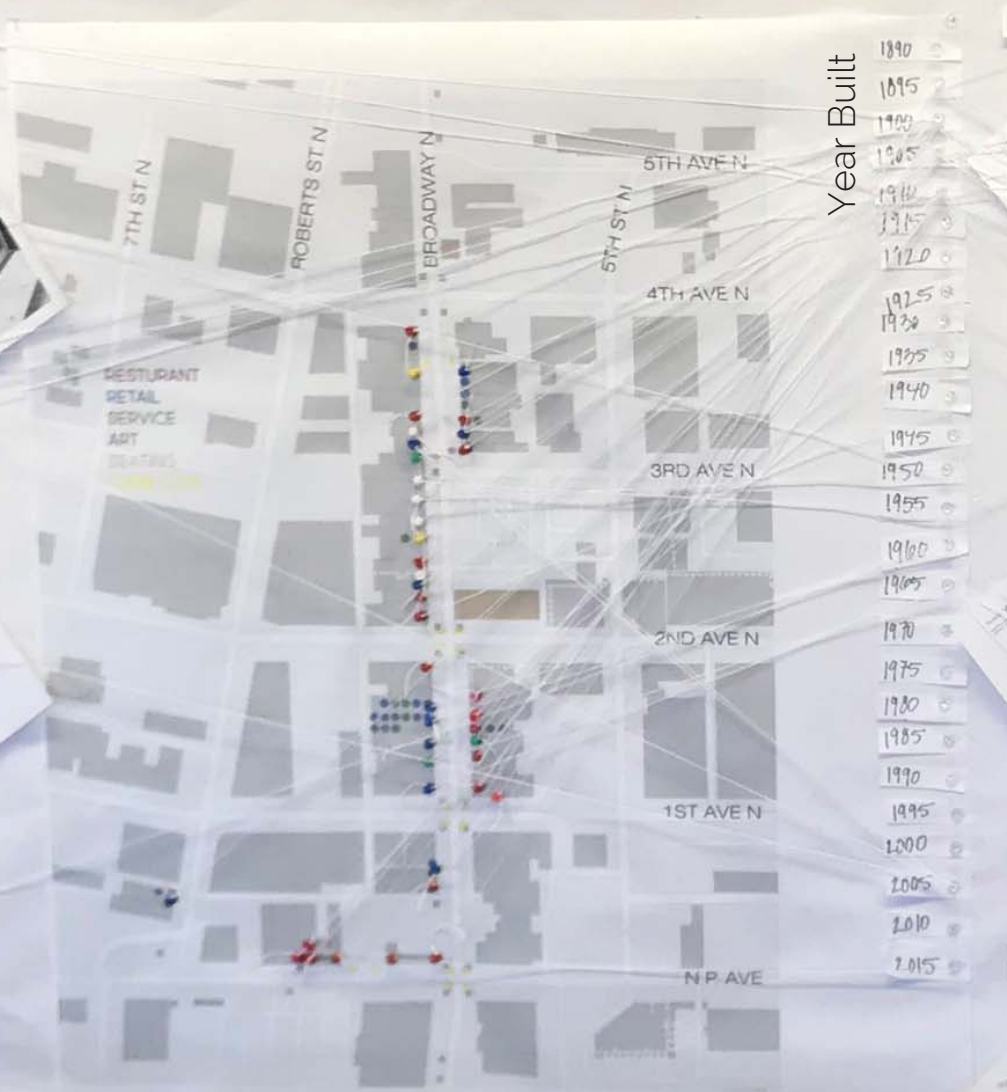 Year Built
1890
1895
1900
1905
1910
1915
1920
1925
1930
1935
1940
1945
1950
1955
1960
1965
1970
1975
1980
1985
1990
1995
2000
2005
2010
2015
7TH ST N
ROBERTS ST N
BROADWAY N
5TH ST N
5TH AVE N
4TH AVE N
3RD AVE N
2ND AVE N
1ST AVE N
N P AVE
RESTURANT
RETAIL
SERVICE
ART
SEATING